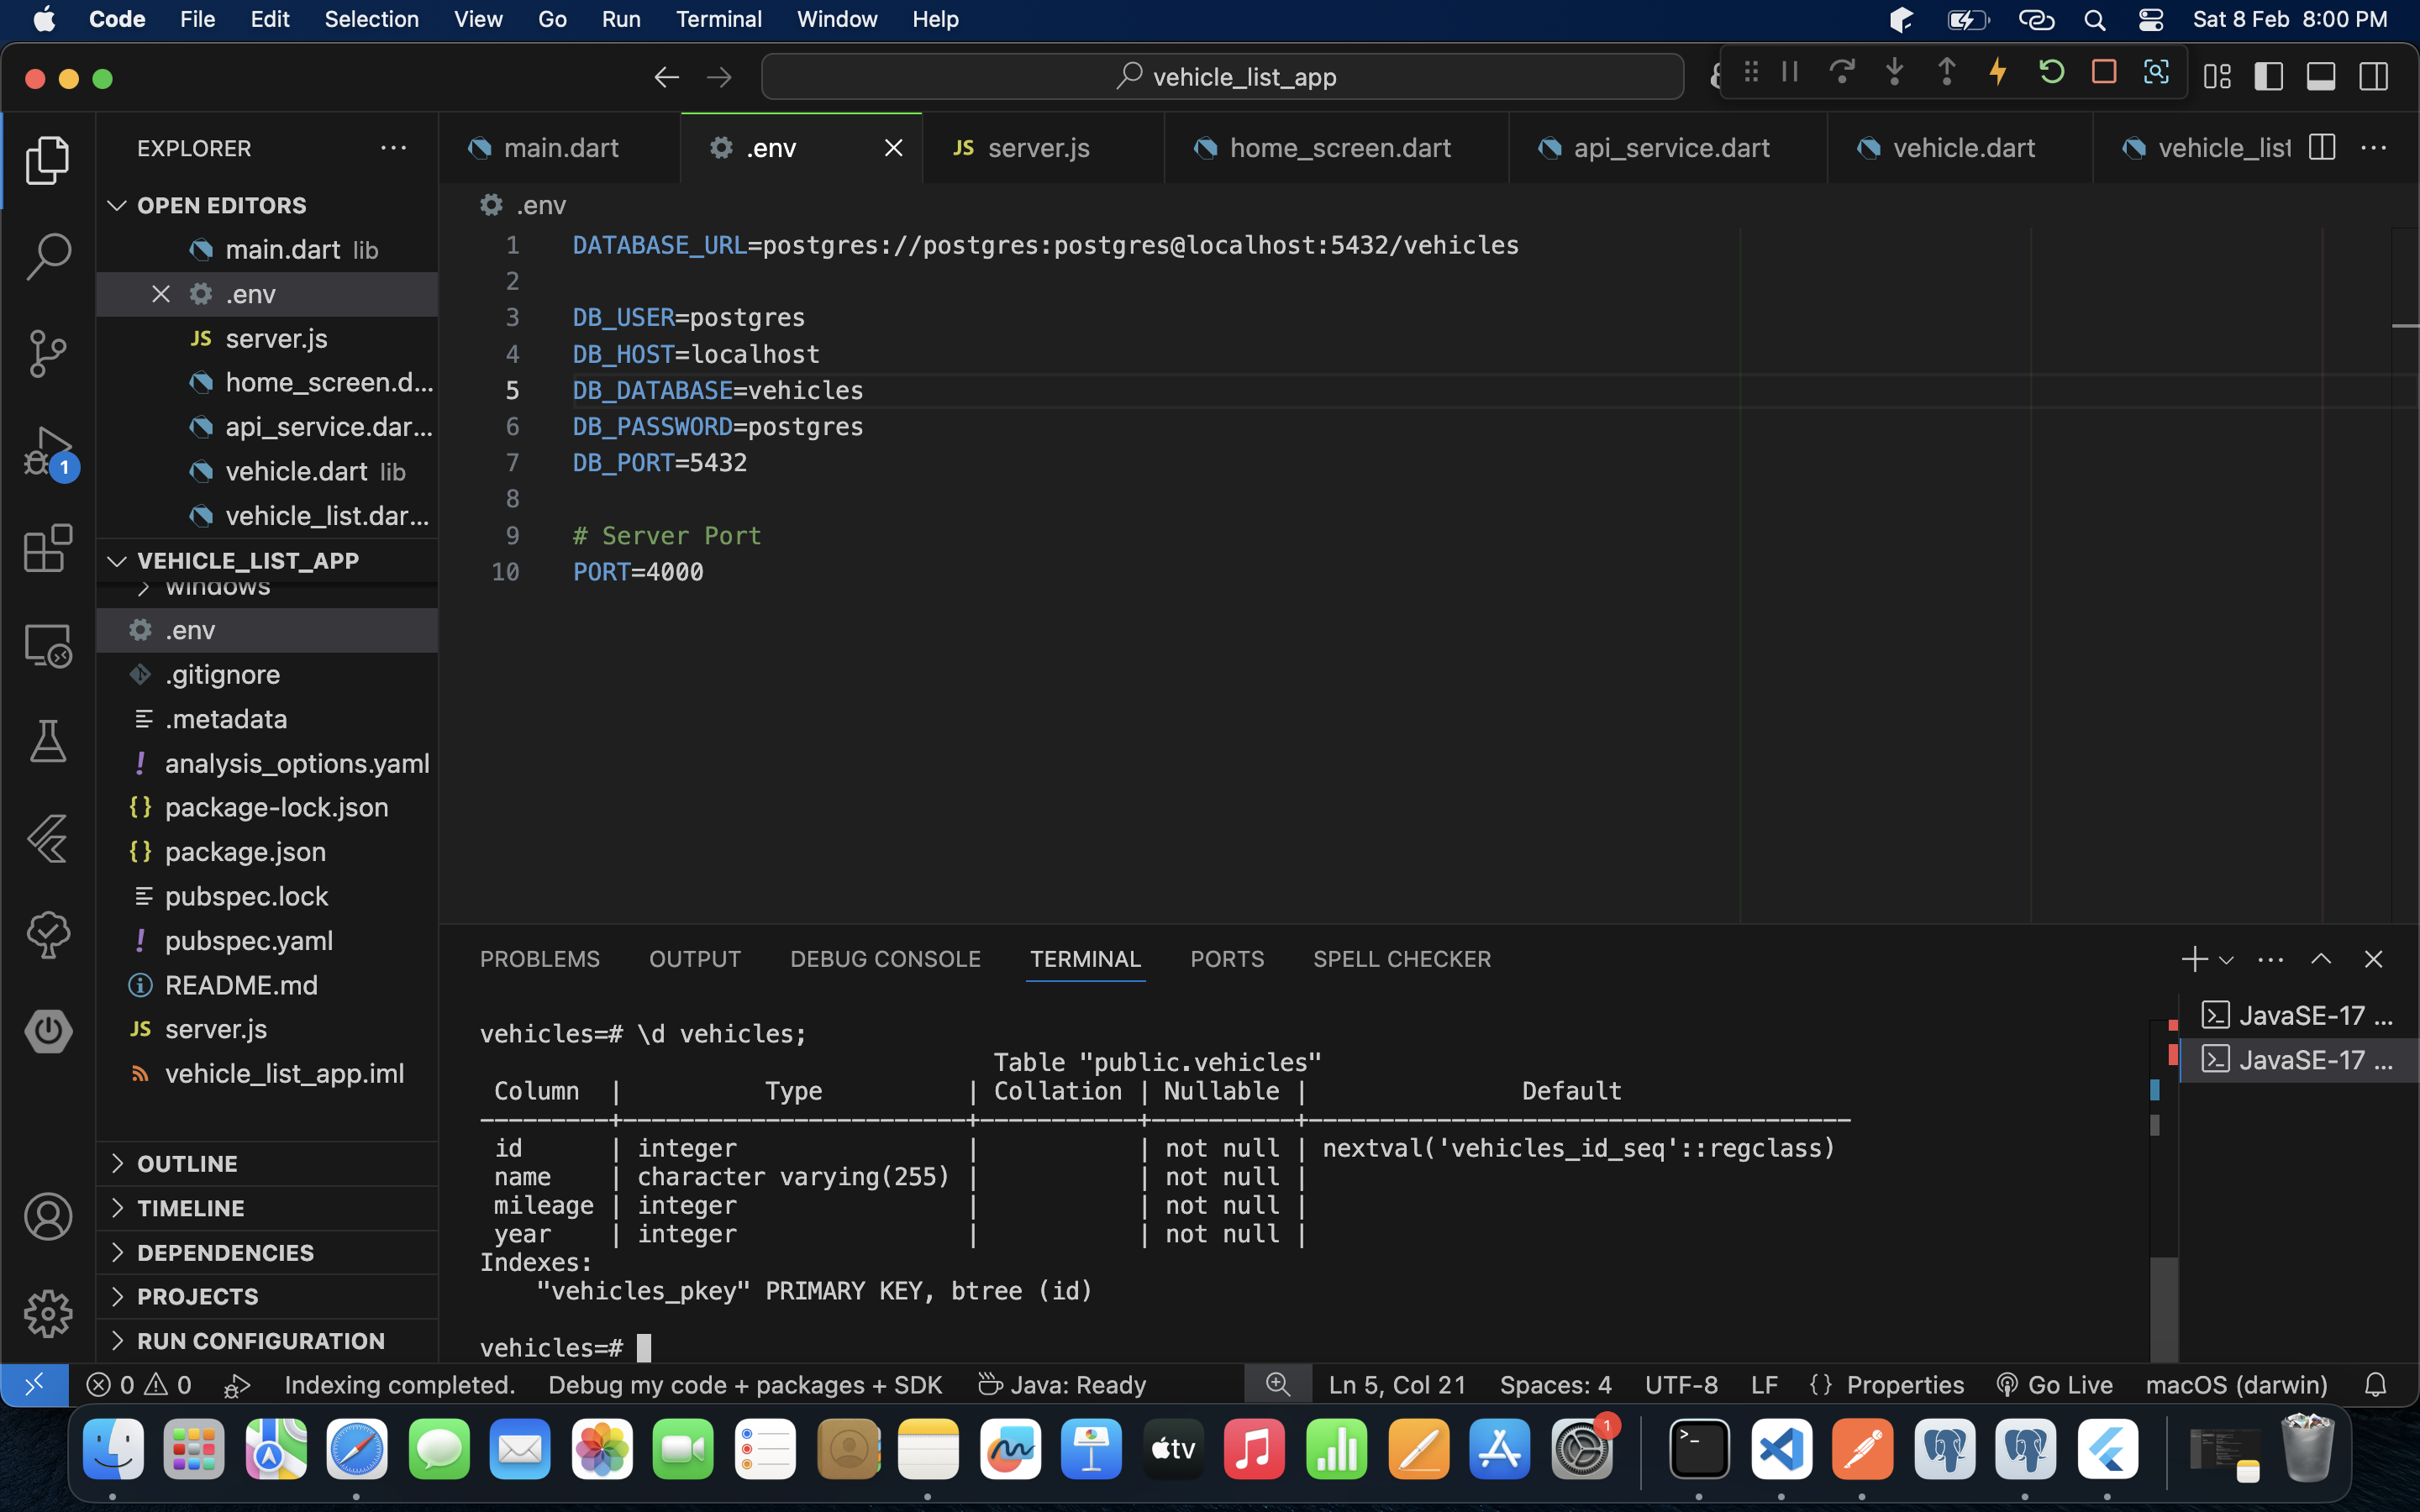 Code File Edit Selection View Go Run Terminal Window Help Sat 8 Feb 8:00 PM
vehicle_list_app
EXPLORER
main.dart .env JS server.js home_screen.dart api_service.dart vehicle.dart vehicle_list
OPEN EDITORS
main.dart lib
.env
JS server.js
home_screen.d...
api_service.dar...
vehicle.dart lib
vehicle_list.dar...
VEHICLE_LIST_APP
windows
.env
.gitignore
.metadata
analysis_options.yaml
package-lock.json
package.json
pubspec.lock
pubspec.yaml
README.md
JS server.js
vehicle_list_app.iml
OUTLINE
TIMELINE
DEPENDENCIES
PROJECTS
RUN CONFIGURATION
1
.env
1 DATABASE_URL=postgres://postgres:postgres@localhost:5432/vehicles
2
3 DB_USER=postgres
4 DB_HOST=localhost
5 DB_DATABASE=vehicles
6 DB_PASSWORD=postgres
7 DB_PORT=5432
8
9 # Server Port
10 PORT=4000
PROBLEMS OUTPUT DEBUG CONSOLE TERMINAL PORTS SPELL CHECKER
JavaSE-17 ...
JavaSE-17 ...
vehicles=# \d vehicles;
Table "public.vehicles"
Column | Type | Collation | Nullable | Default
---------+------------------------+-----------+----------+--------------------------------------
id | integer | | not null | nextval('vehicles_id_seq'::regclass)
name | character varying(255) | | not null |
mileage | integer | | not null |
year | integer | | not null |
Indexes:
"vehicles_pkey" PRIMARY KEY, btree (id)
vehicles=#
0 0 Indexing completed. Debug my code + packages + SDK Java: Ready Ln 5, Col 21 Spaces: 4 UTF-8 LF {} Properties Go Live macOS (darwin)
tv
1